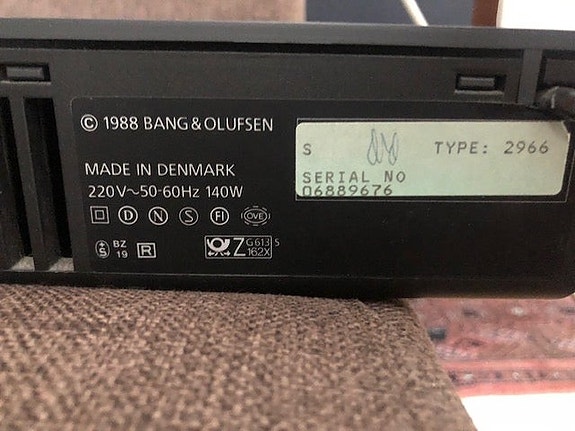 © 1988 BANG & OLUFSEN
MADE IN DENMARK
220V~50-60Hz 140W
D N S FI OVE
S BZ 19 R
Z G613 S
162X
S TYPE: 2966
SERIAL NO
06889676